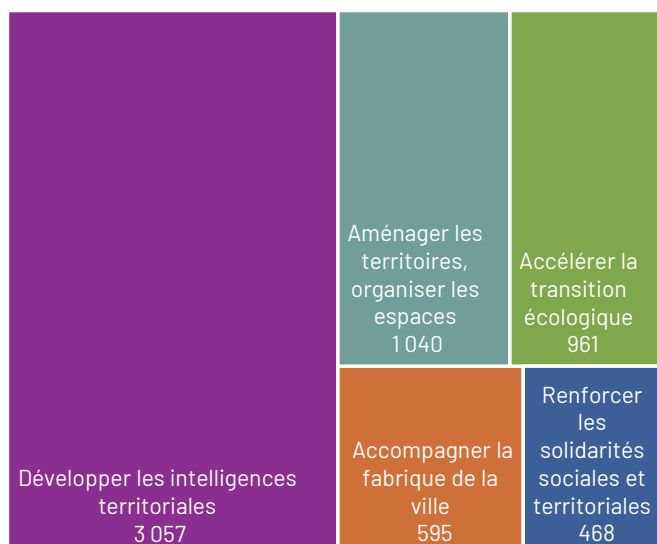 Développer les intelligences
territoriales
3 057
Aménager les
territoires,
organiser les
espaces
1 040
Accélérer la
transition
écologique
961
Accompagner la
fabrique de la
ville
595
Renforcer
les
solidarités
sociales et
territoriales
468